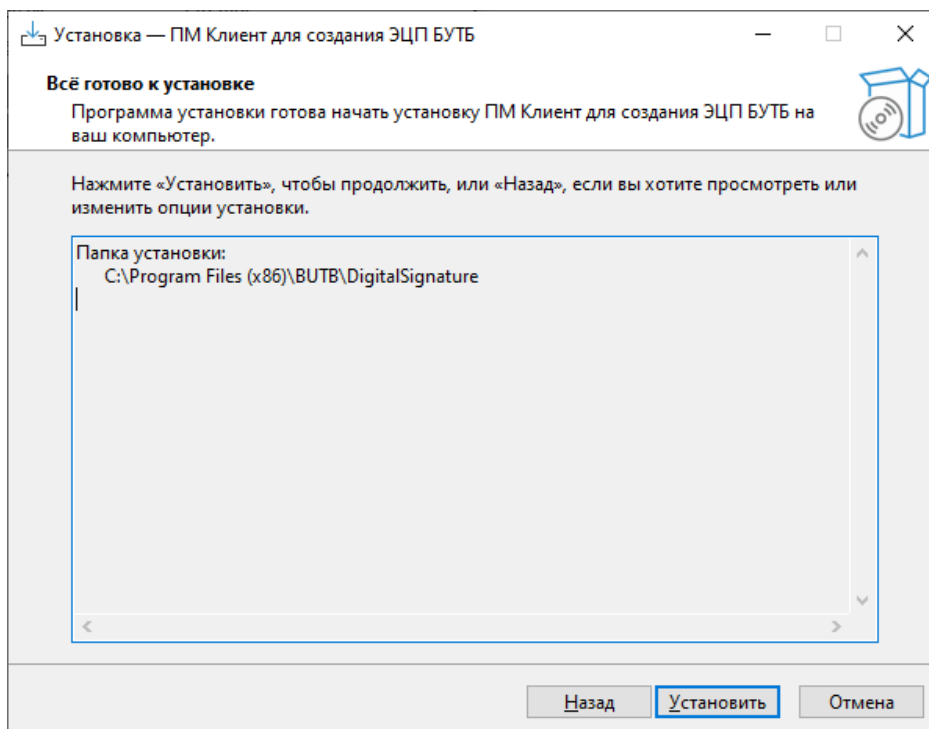 Установка — ПМ Клиент для создания ЭЦП БУТБ
Всё готово к установке
Программа установки готова начать установку ПМ Клиент для создания ЭЦП БУТБ на
ваш компьютер.
Нажмите «Установить», чтобы продолжить, или «Назад», если вы хотите просмотреть или
изменить опции установки.
Папка установки:
C:\Program Files (x86)\BUTB\DigitalSignature
Назад
Установить
Отмена